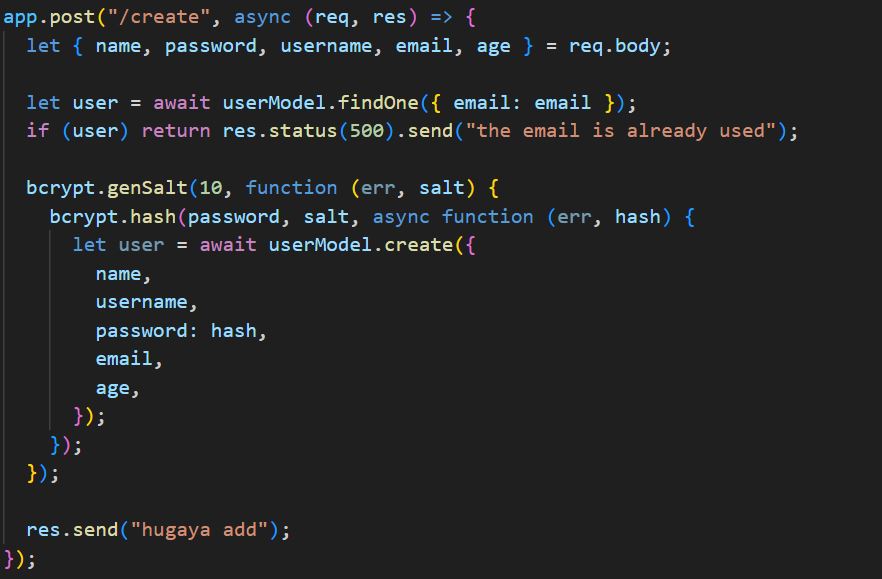 app.post("/create", async (req, res) => {
  let { name, password, username, email, age } = req.body;

  let user = await userModel.findOne({ email: email });
  if (user) return res.status(500).send("the email is already used");

  bcrypt.genSalt(10, function (err, salt) {
    bcrypt.hash(password, salt, async function (err, hash) {
      let user = await userModel.create({
        name,
        username,
        password: hash,
        email,
        age,
      });
    });
  });

  res.send("hugaya add");
});